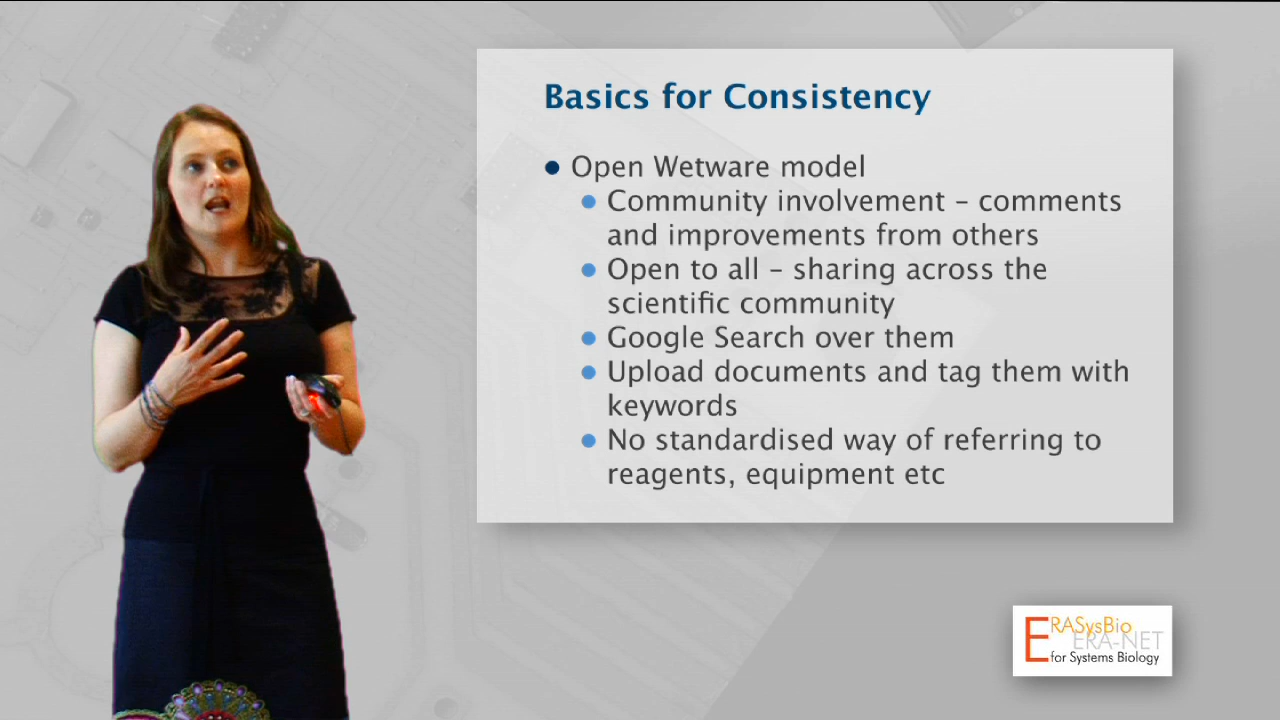 Basics for Consistency
Open Wetware model
Community involvement – comments
and improvements from others
Open to all – sharing across the
scientific community
Google Search over them
Upload documents and tag them with
keywords
No standardised way of referring to
reagents, equipment etc
ERASysBio
ERA-NET
for Systems Biology